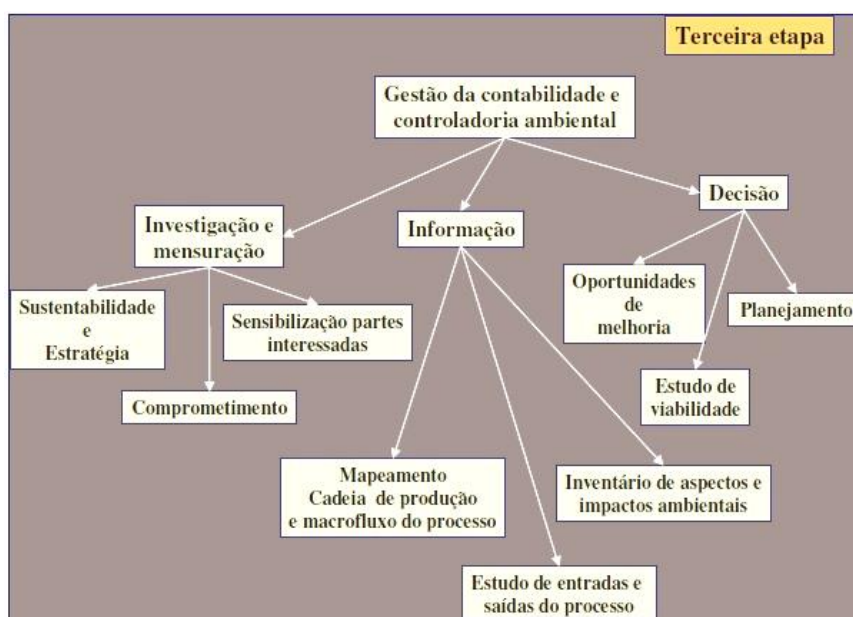 Terceira etapa
Gestão da contabilidade e
controladoria ambiental
Investigação e
mensuração
Informação
Decisão
Sustentabilidade
e
Estratégia
Sensibilização partes
interessadas
Comprometimento
Oportunidades
de
melhoria
Planejamento
Estudo de
viabilidade
Mapeamento
Cadeia de produção
e macrofluxo do processo
Inventário de aspectos e
impactos ambientais
Estudo de entradas e
saídas do processo